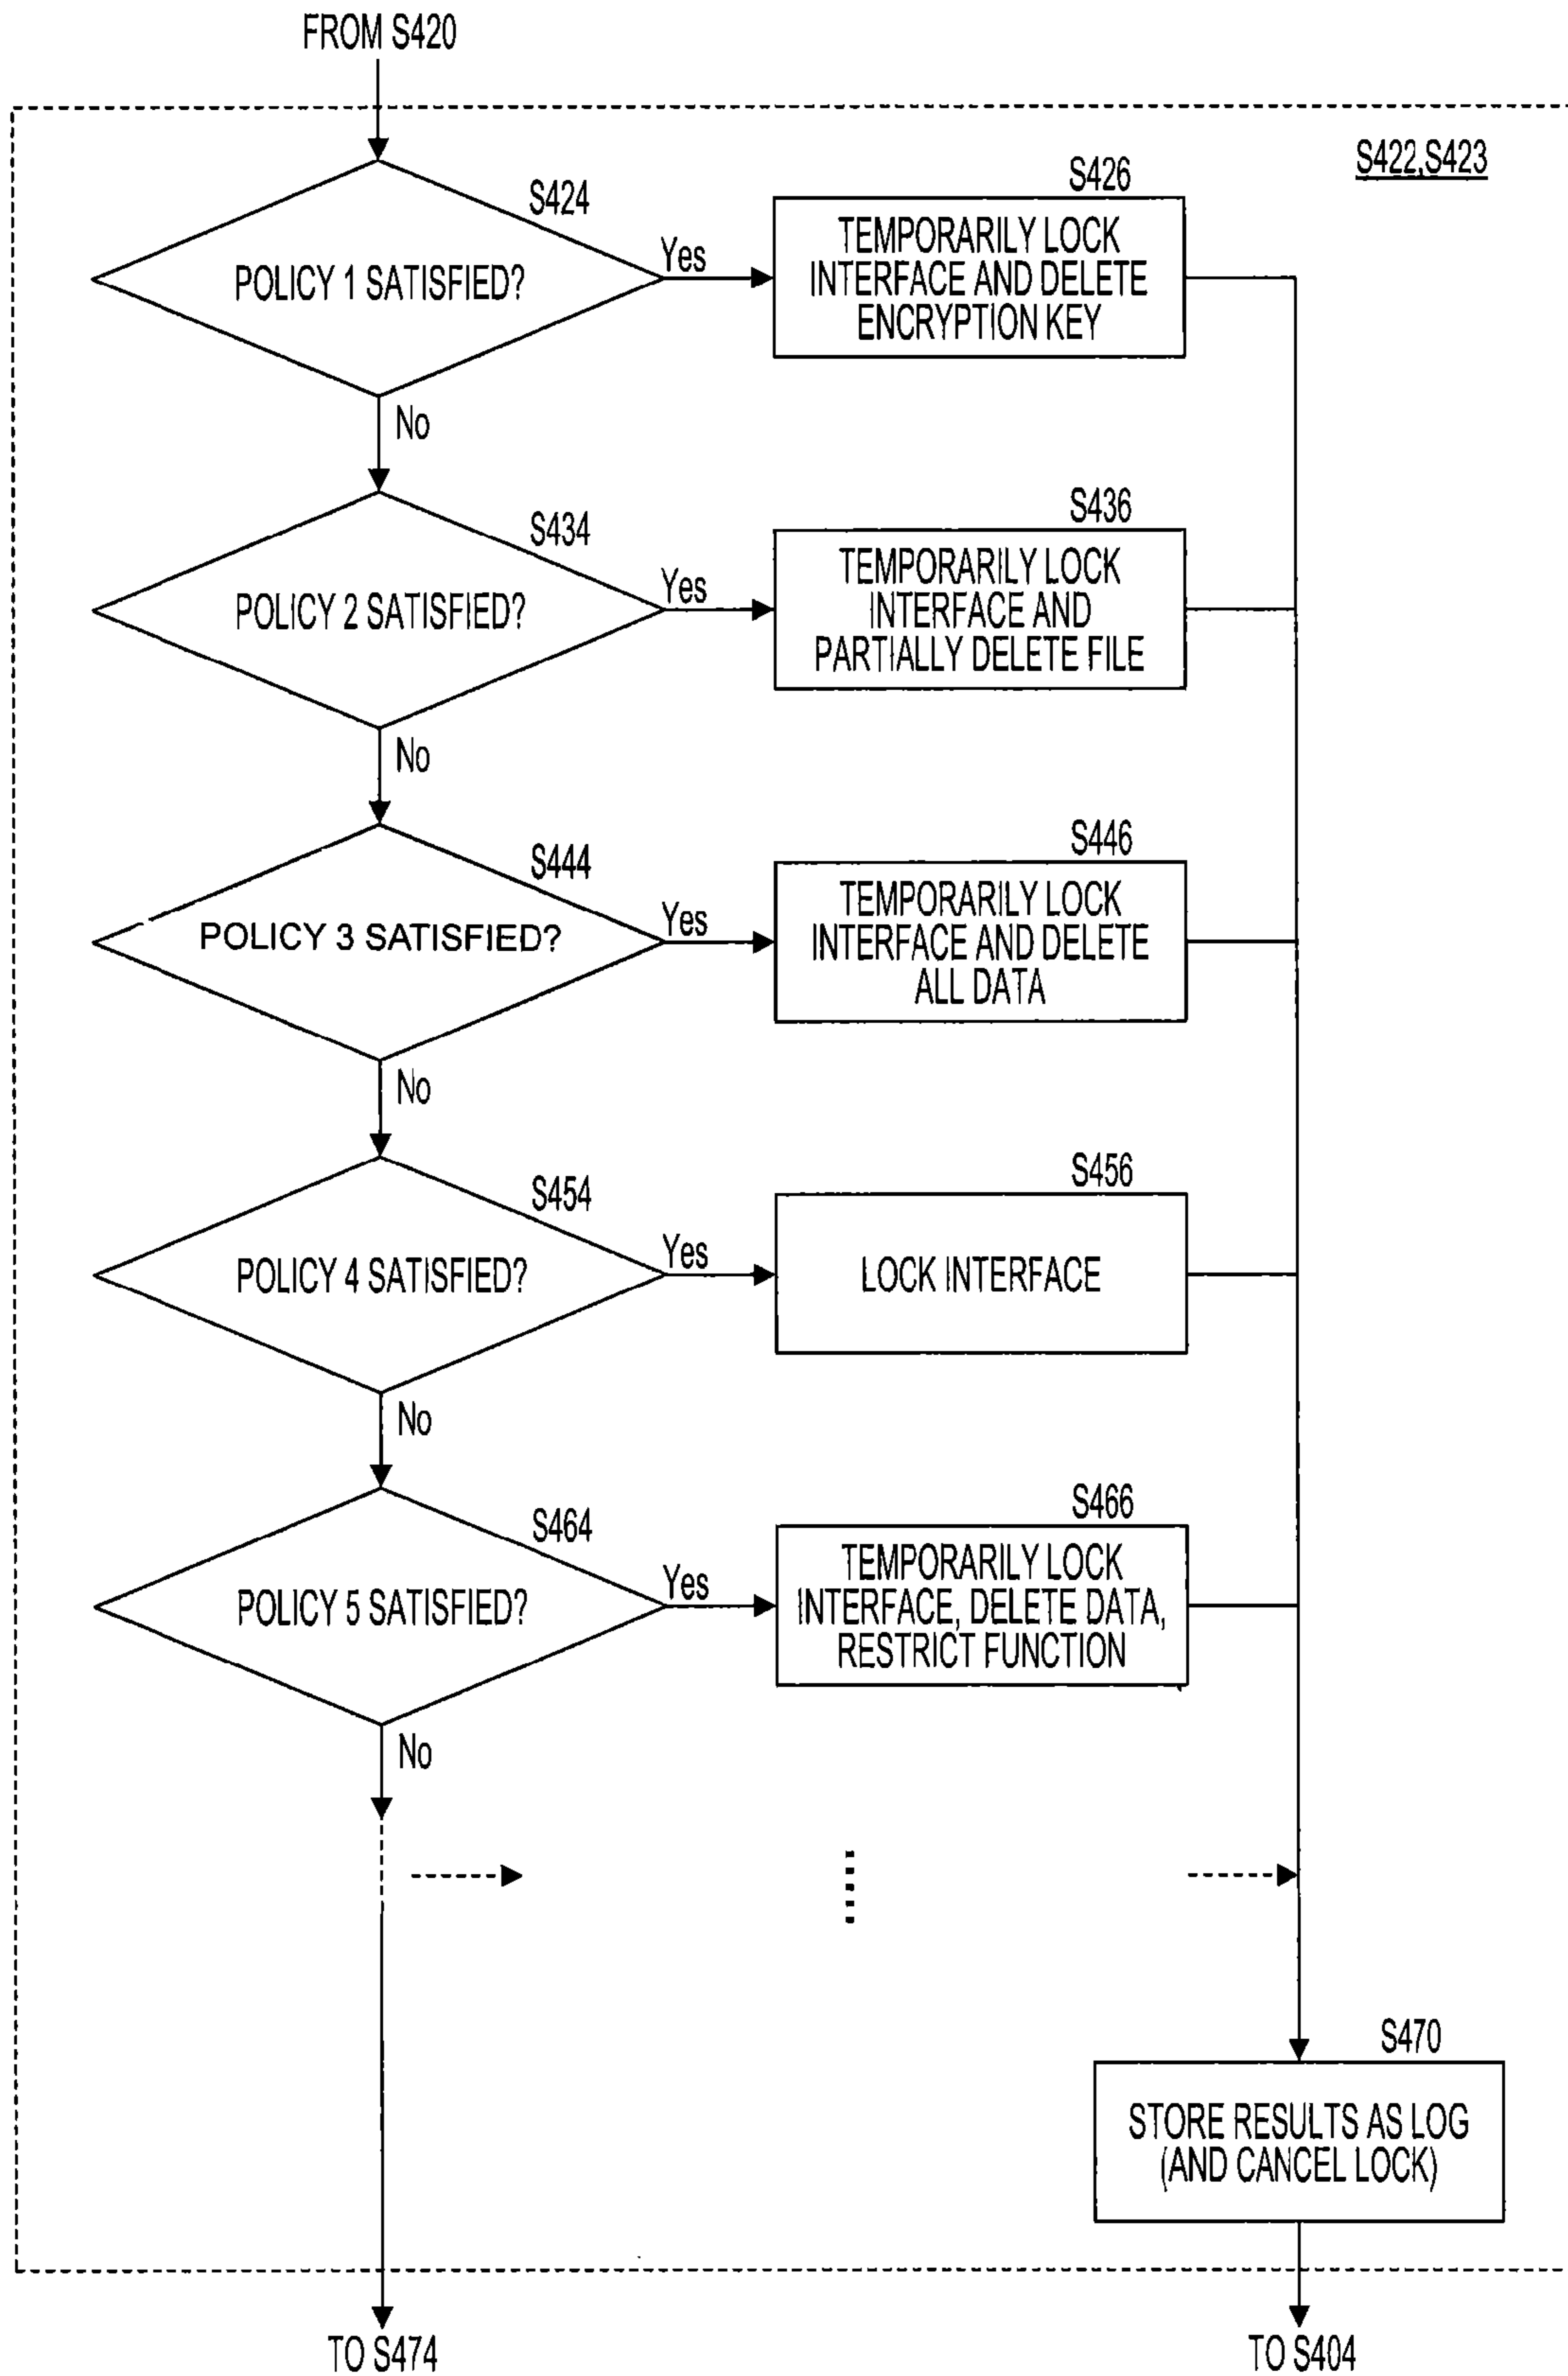 FROM S420
S422,S423
S424
POLICY 1 SATISFIED?
Yes
S426
TEMPORARILY LOCK
INTERFACE AND DELETE
ENCRYPTION KEY
No
S434
POLICY 2 SATISFIED?
Yes
S436
TEMPORARILY LOCK
INTERFACE AND
PARTIALLY DELETE FILE
No
S444
POLICY 3 SATISFIED?
Yes
S446
TEMPORARILY LOCK
INTERFACE AND DELETE
ALL DATA
No
S454
POLICY 4 SATISFIED?
Yes
S456
LOCK INTERFACE
No
S464
POLICY 5 SATISFIED?
Yes
S466
TEMPORARILY LOCK
INTERFACE, DELETE DATA,
RESTRICT FUNCTION
No
S470
STORE RESULTS AS LOG
(AND CANCEL LOCK)
TO S474
TO S404